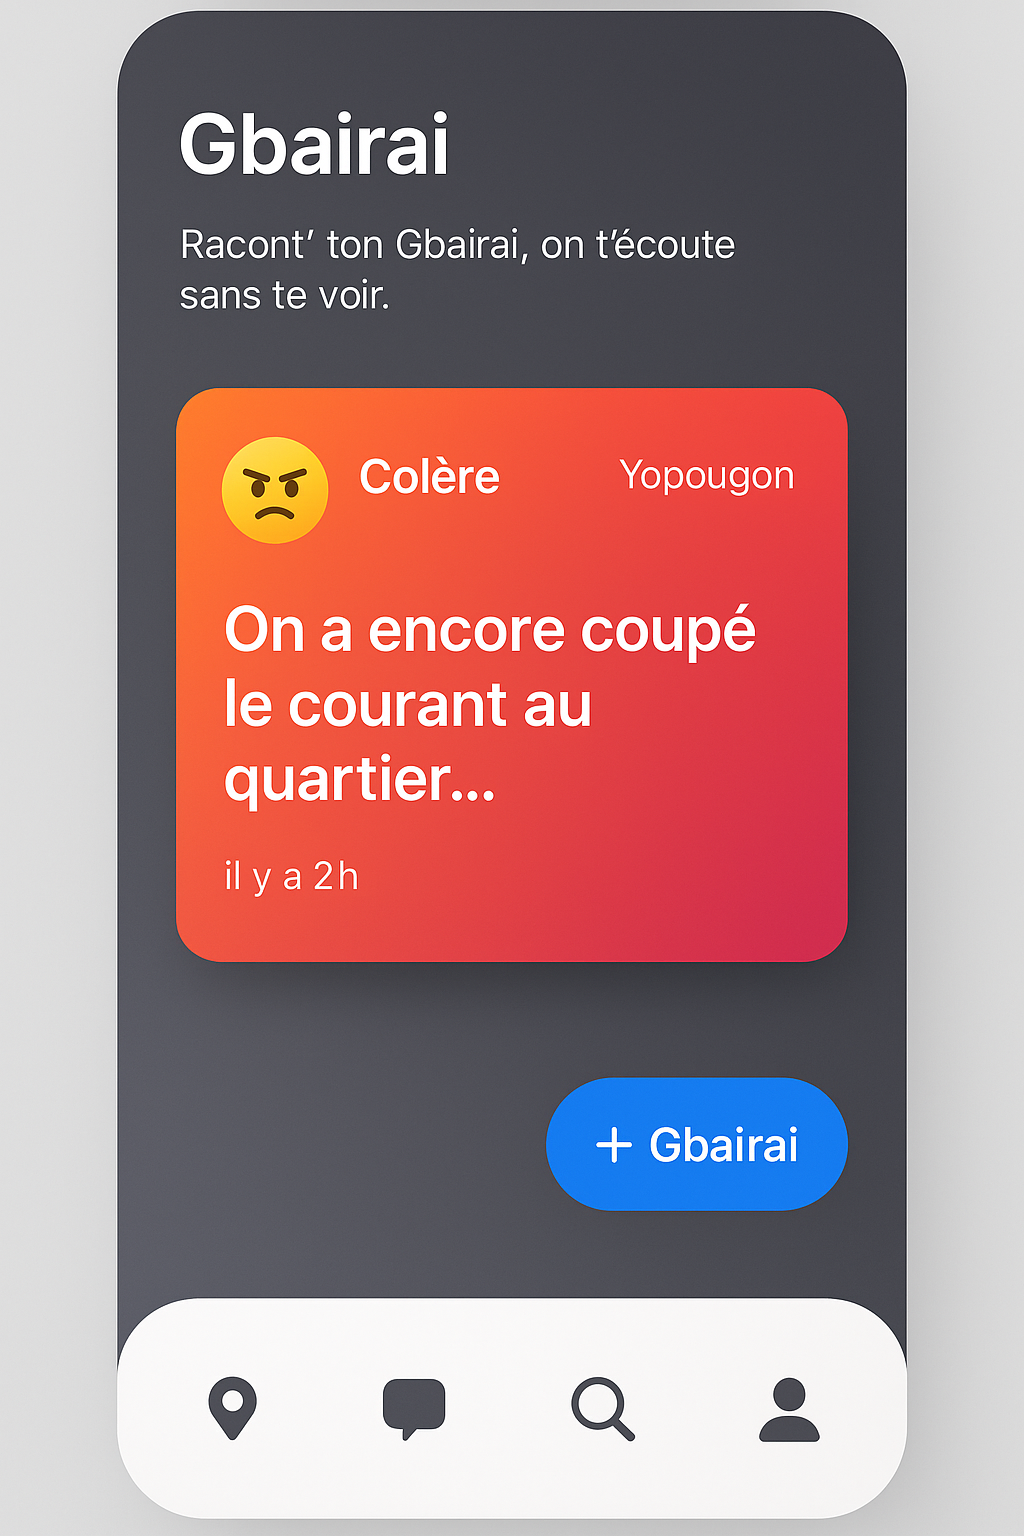 Gbairai
Racont’ ton Gbairai, on t’écoute
sans te voir.
Colère
Yopougon
On a encore coupé
le courant au
quartier...
il y a 2h
+ Gbairai